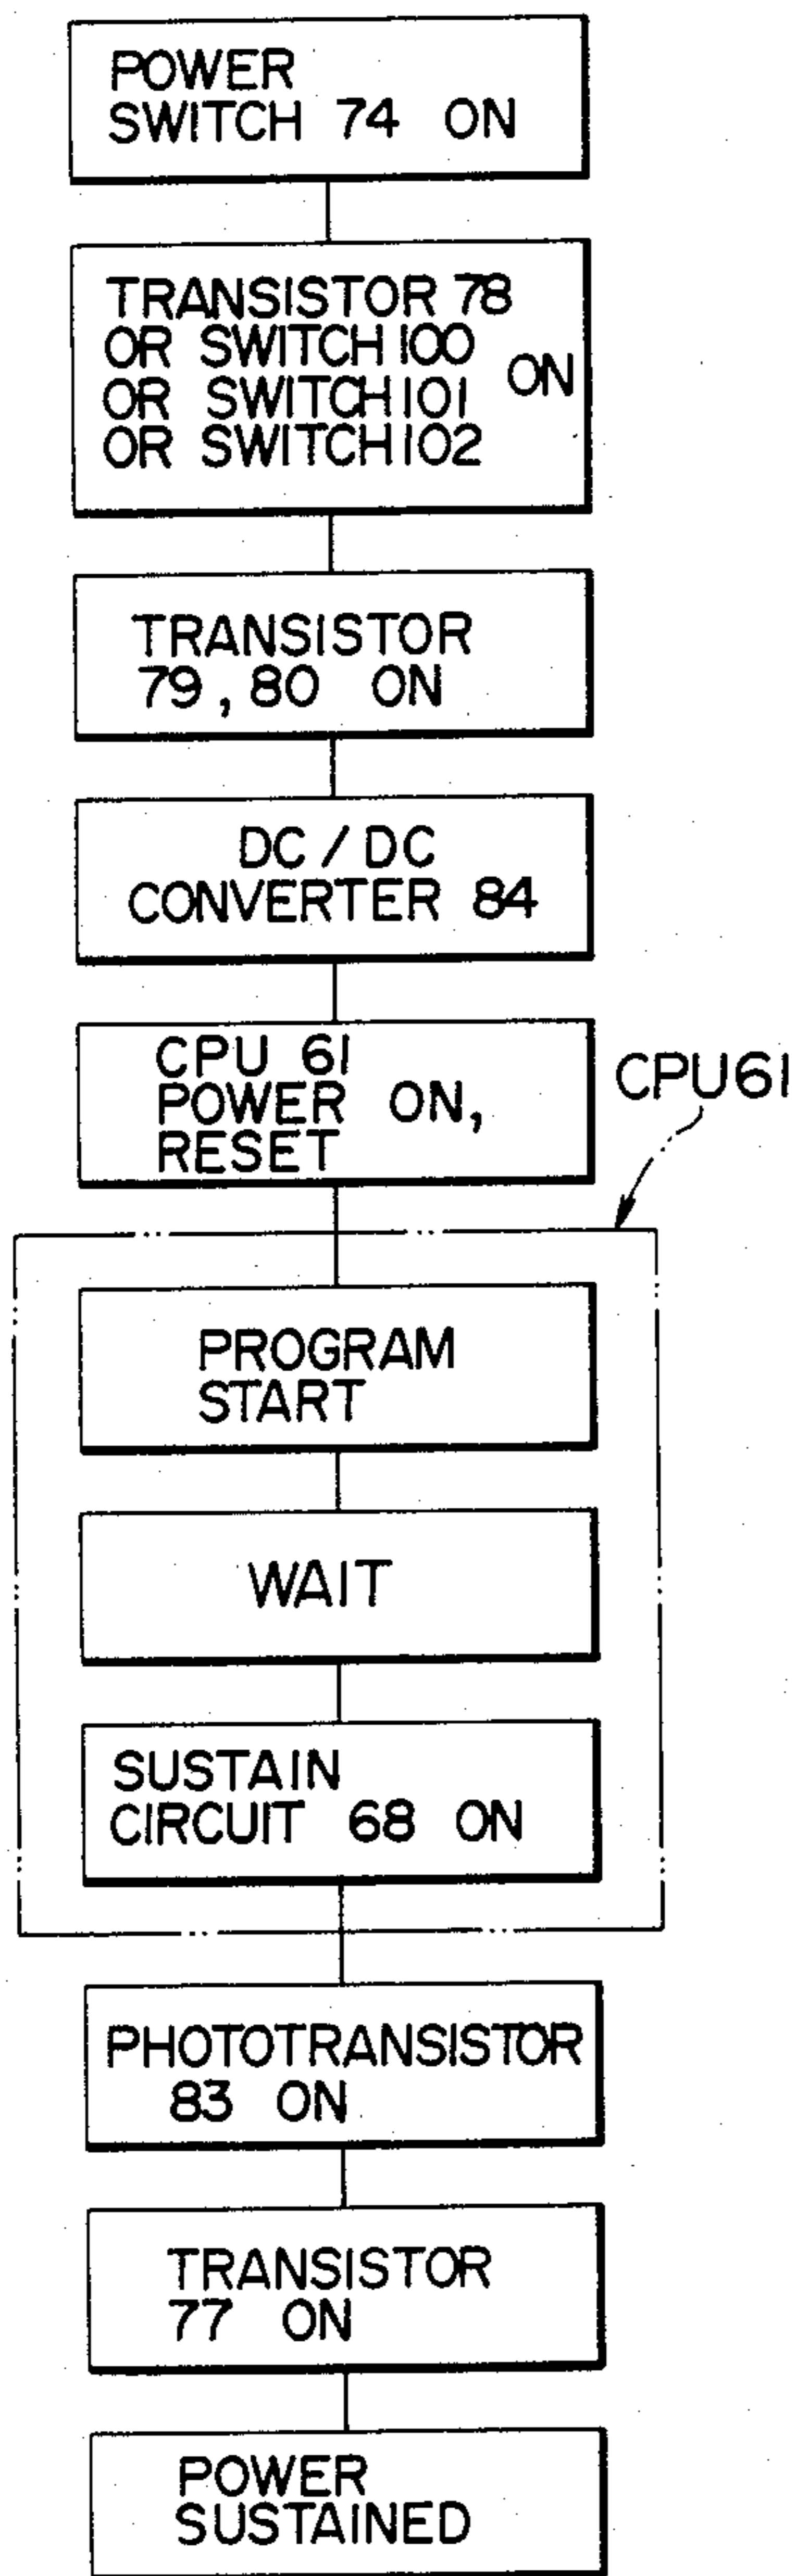 POWER
SWITCH 74 ON
TRANSISTOR 78
OR SWITCH 100
ON
OR SWITCH 101
OR SWITCH 102
TRANSISTOR
79, 80 ON
DC / DC
CONVERTER 84
CPU 61
POWER ON,
RESET
CPU61
PROGRAM
START
WAIT
SUSTAIN
CIRCUIT 68 ON
PHOTOTRANSISTOR
83 ON
TRANSISTOR
77 ON
POWER
SUSTAINED